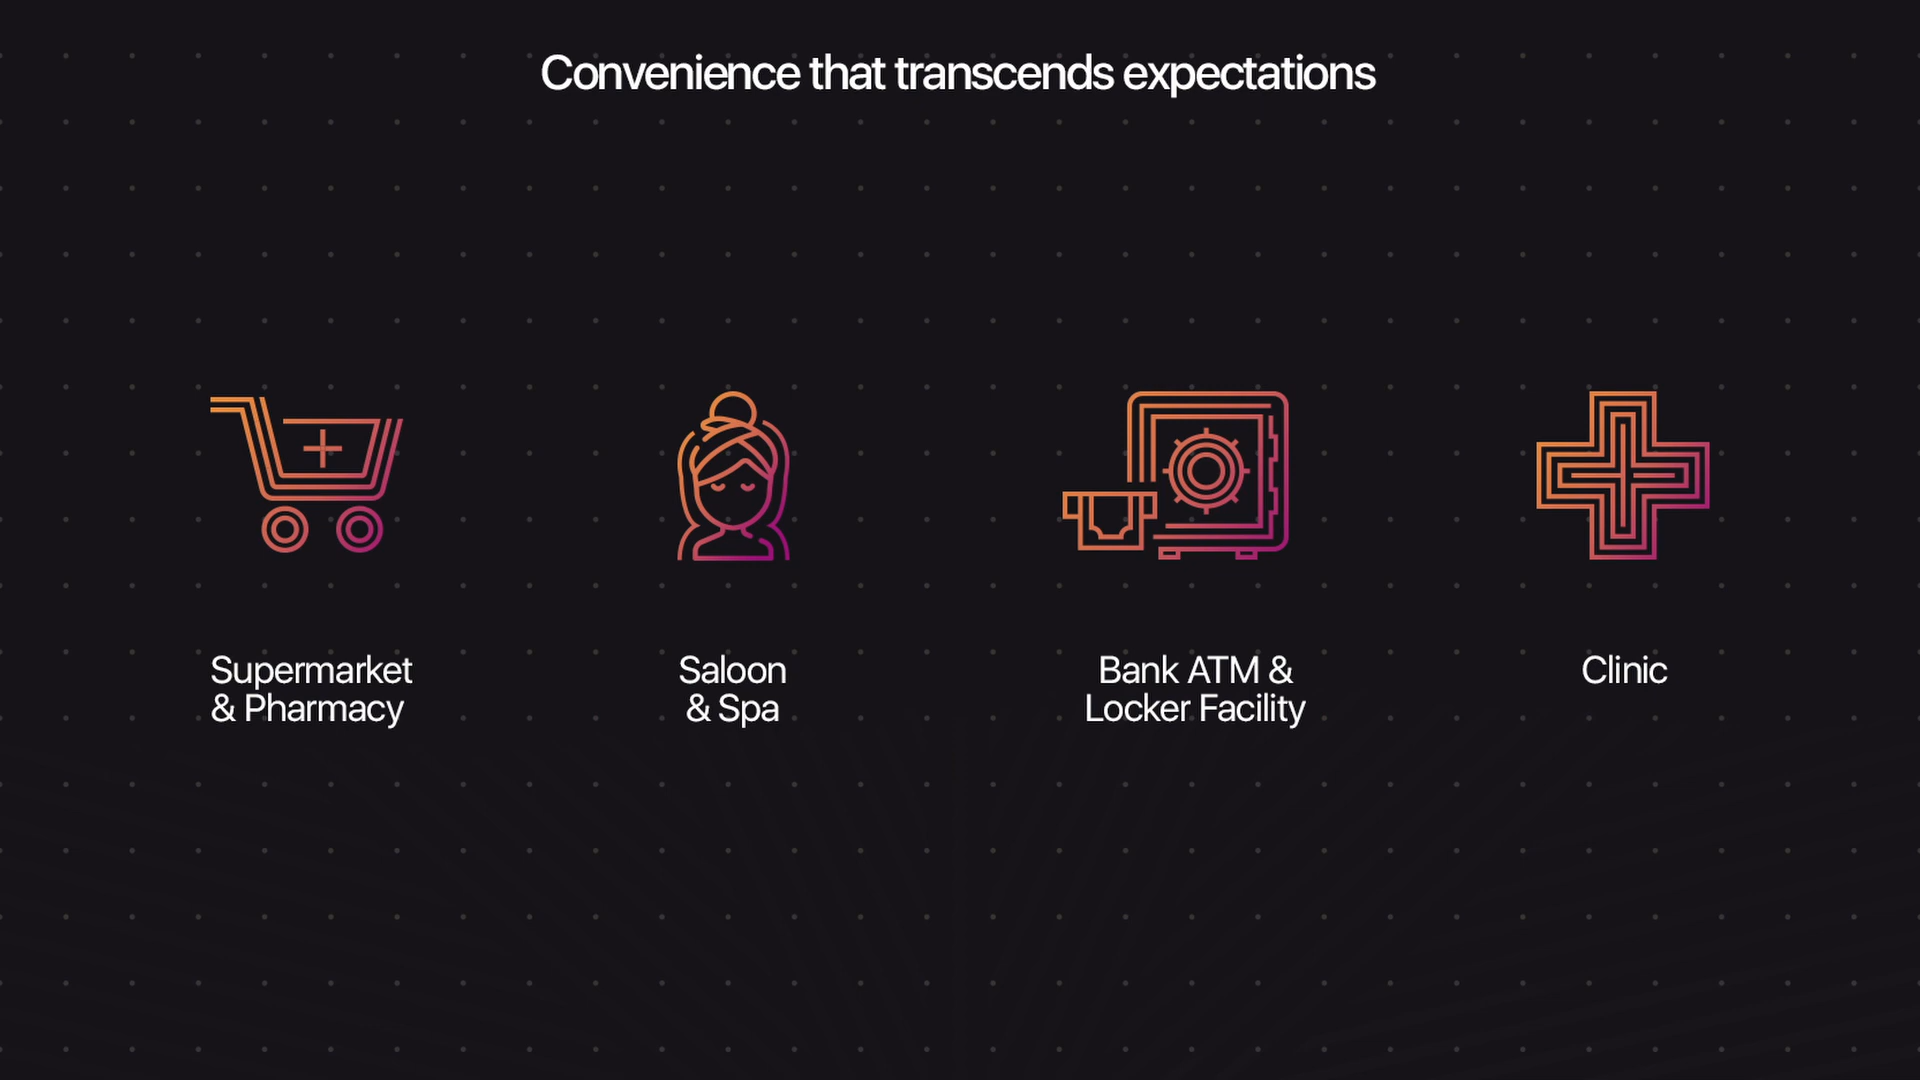 Convenience that transcends expectations
Supermarket
& Pharmacy
Saloon
& Spa
Bank ATM &
Locker Facility
Clinic